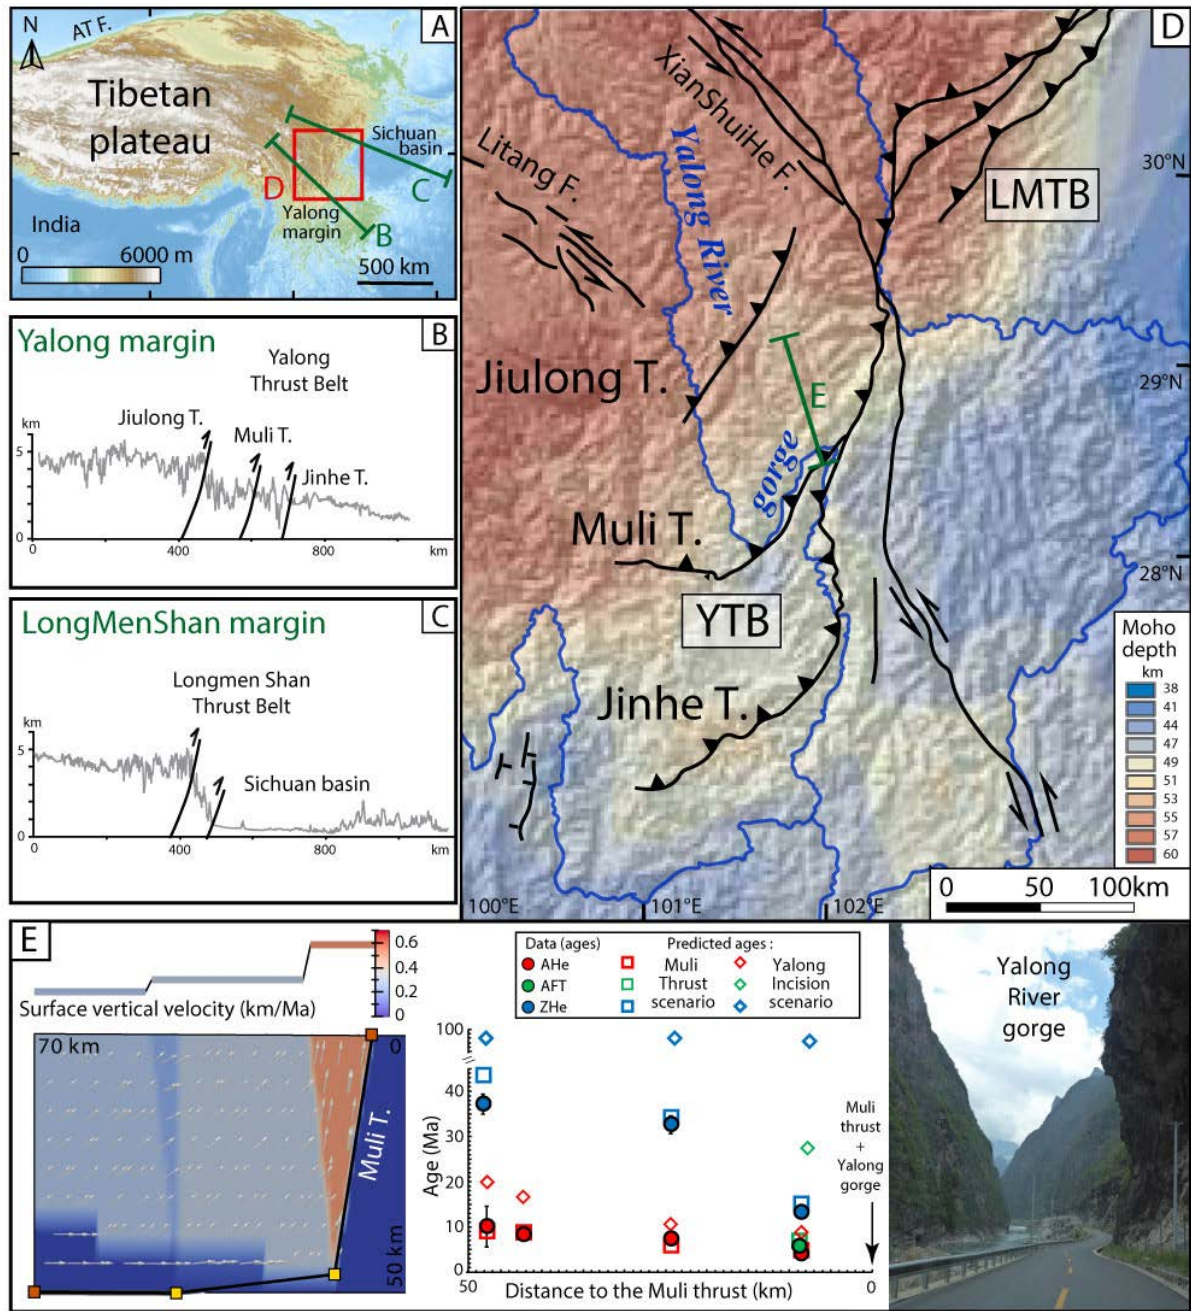 A
N
AT F.
Tibetan
plateau
Sichuan
basin
D
C
Yalong
margin
B
India
0 6000 m
500 km
B
Yalong margin
Yalong
Thrust Belt
Jiulong T.
Muli T.
Jinhe T.
km
5
0
0 400 800 km
C
LongMenShan margin
Longmen Shan
Thrust Belt
Sichuan basin
km
5
0
0 400 800 km
D
XianShuiHe F.
Litang F.
Yalong River
LMTB
30°N
Jiulong T.
E
29°N
gorge
Muli T.
28°N
YTB
Jinhe T.
Moho
depth
km
38
41
44
47
49
51
53
55
57
60
0 50 100km
100°E 101°E 102°E
E
0.6
0.4
0.2
0
Surface vertical velocity (km/Ma)
70 km 0
Muli T.
50 km
Data (ages) Predicted ages :
AHe Muli Yalong
AFT Thrust Incision
ZHe scenario scenario
100
40
30
20
10
0
Age (Ma)
50 Distance to the Muli thrust (km) 0
Muli
thrust
+
Yalong
gorge
Yalong
River
gorge